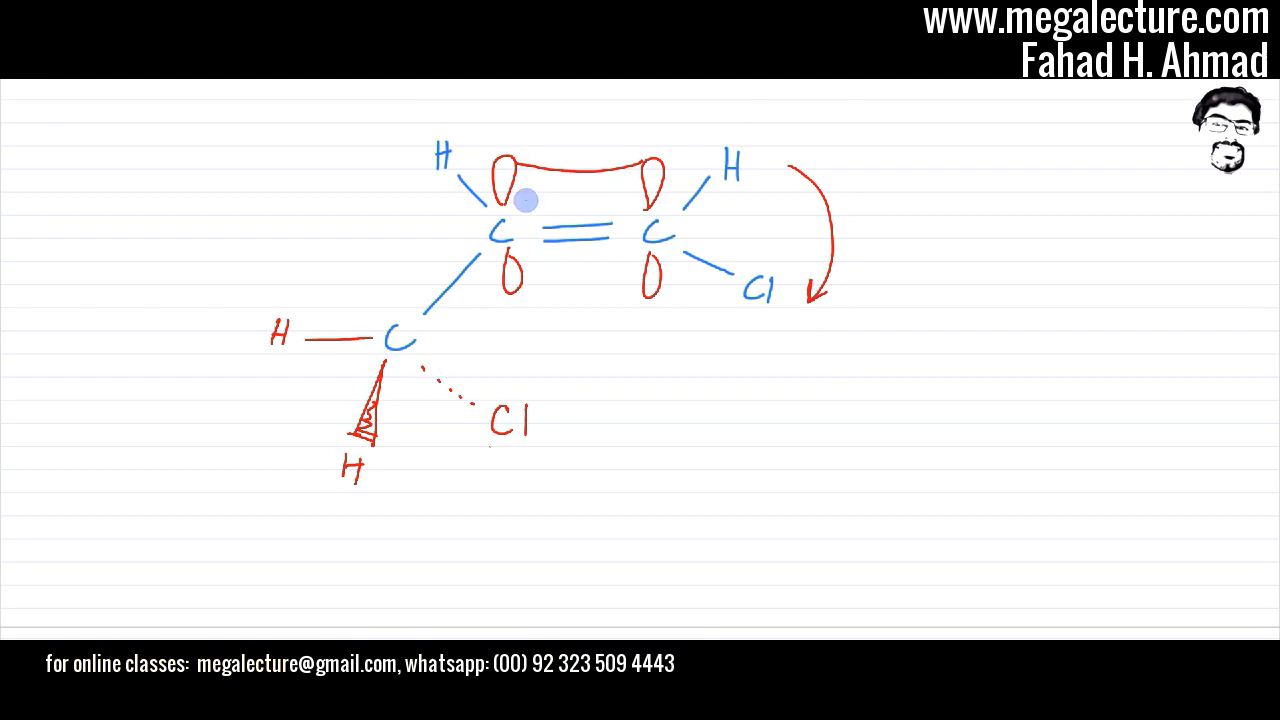 www.megalecture.com
Fahad H. Ahmad
H H
C = C
Cl
H — C
Cl
H
for online classes: megalecture@gmail.com, whatsapp: (00) 92 323 509 4443